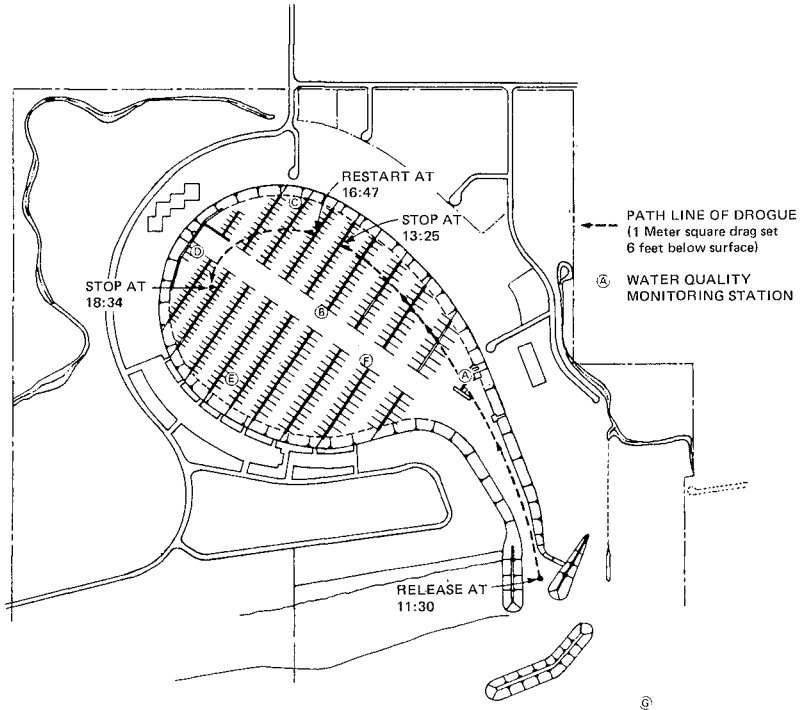 RESTART AT
16:47
STOP AT
13:25
PATH LINE OF DROGUE
(1 Meter square drag set
6 feet below surface)
A WATER QUALITY
MONITORING STATION
C
D
STOP AT
18:34
B
F
A
E
RELEASE AT
11:30
G